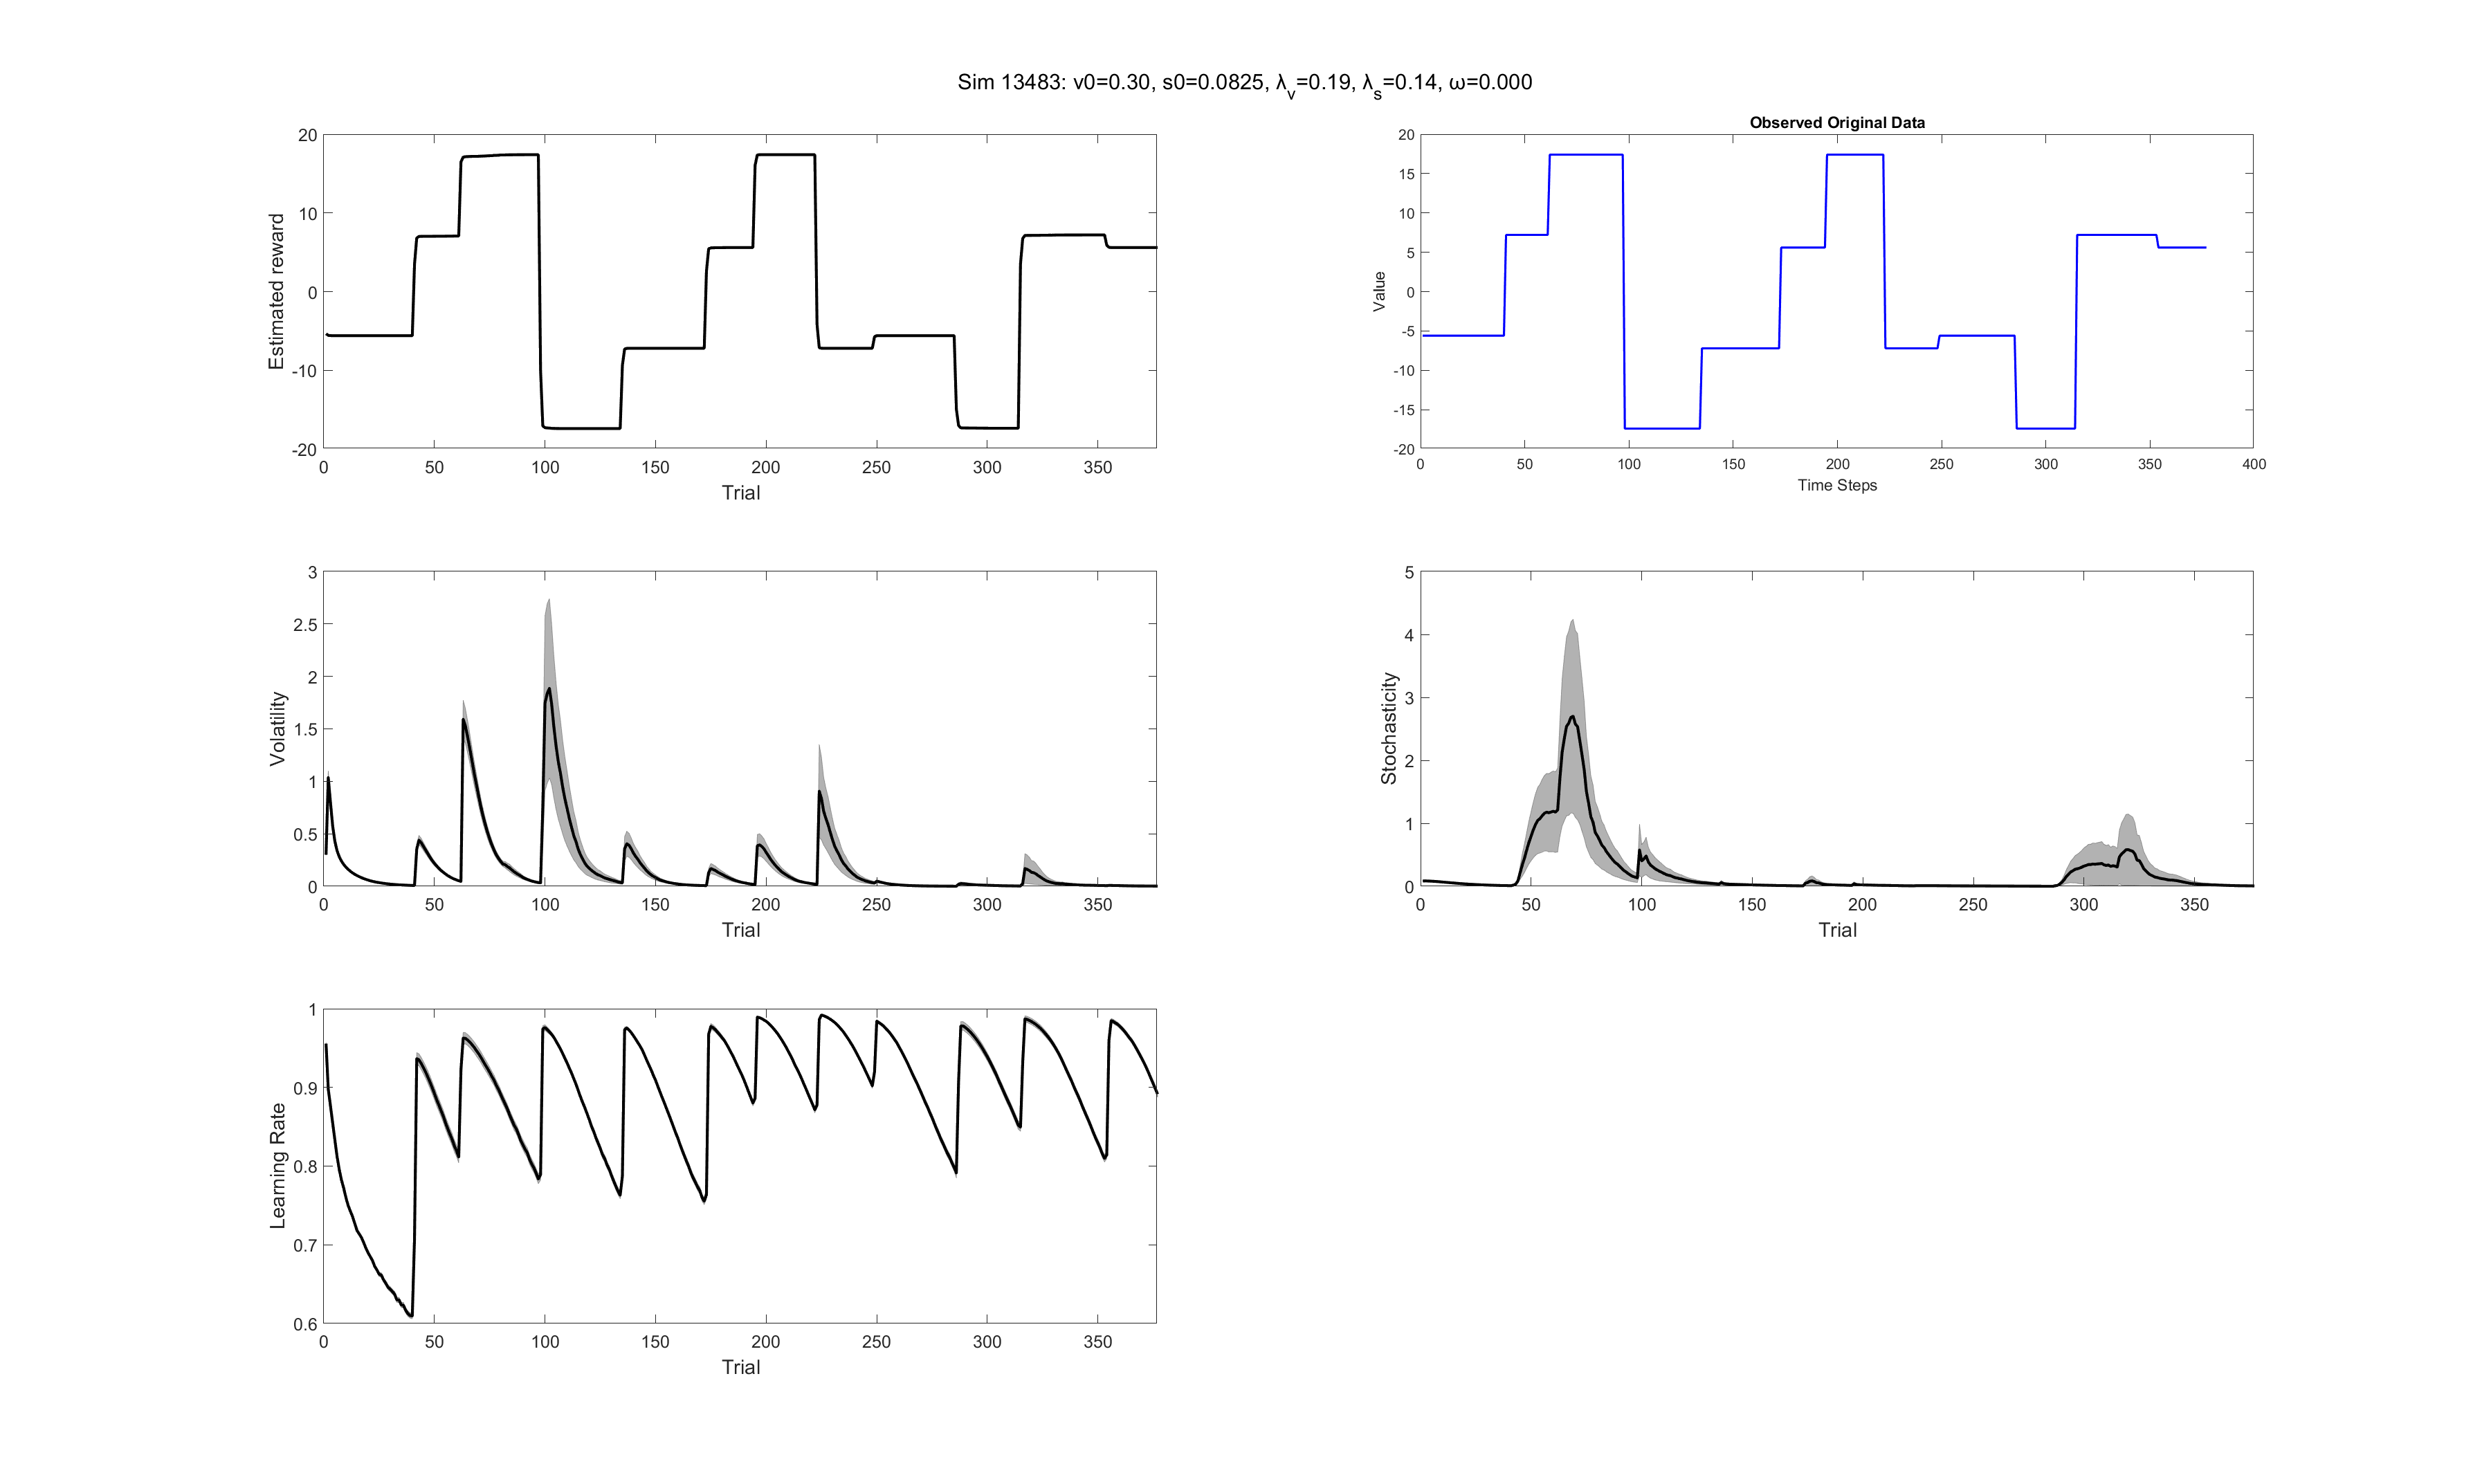 Sim 13483: v0=0.30, s0=0.0825, λv=0.19, λs=0.14, ω=0.000
20
10
0
-10
-20
Estimated reward
0 50 100 150 200 250 300 350
Trial
Observed Original Data
20
15
10
5
0
-5
-10
-15
-20
Value
0 50 100 150 200 250 300 350 400
Time Steps
3
2.5
2
1.5
1
0.5
0
Volatility
0 50 100 150 200 250 300 350
Trial
5
4
3
2
1
0
Stochasticity
0 50 100 150 200 250 300 350
Trial
1
0.9
0.8
0.7
0.6
Learning Rate
0 50 100 150 200 250 300 350
Trial